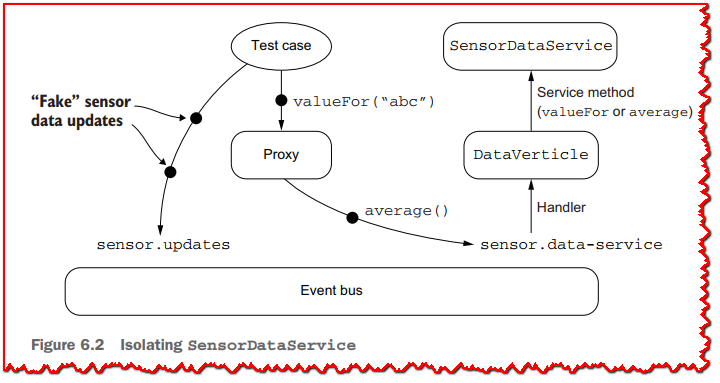 Test case
SensorDataService
"Fake" sensor
data updates
valueFor("abc")
Service method
(valueFor or average)
Proxy
DataVerticle
average()
Handler
sensor.updates
sensor.data-service
Event bus
Figure 6.2 Isolating SensorDataService